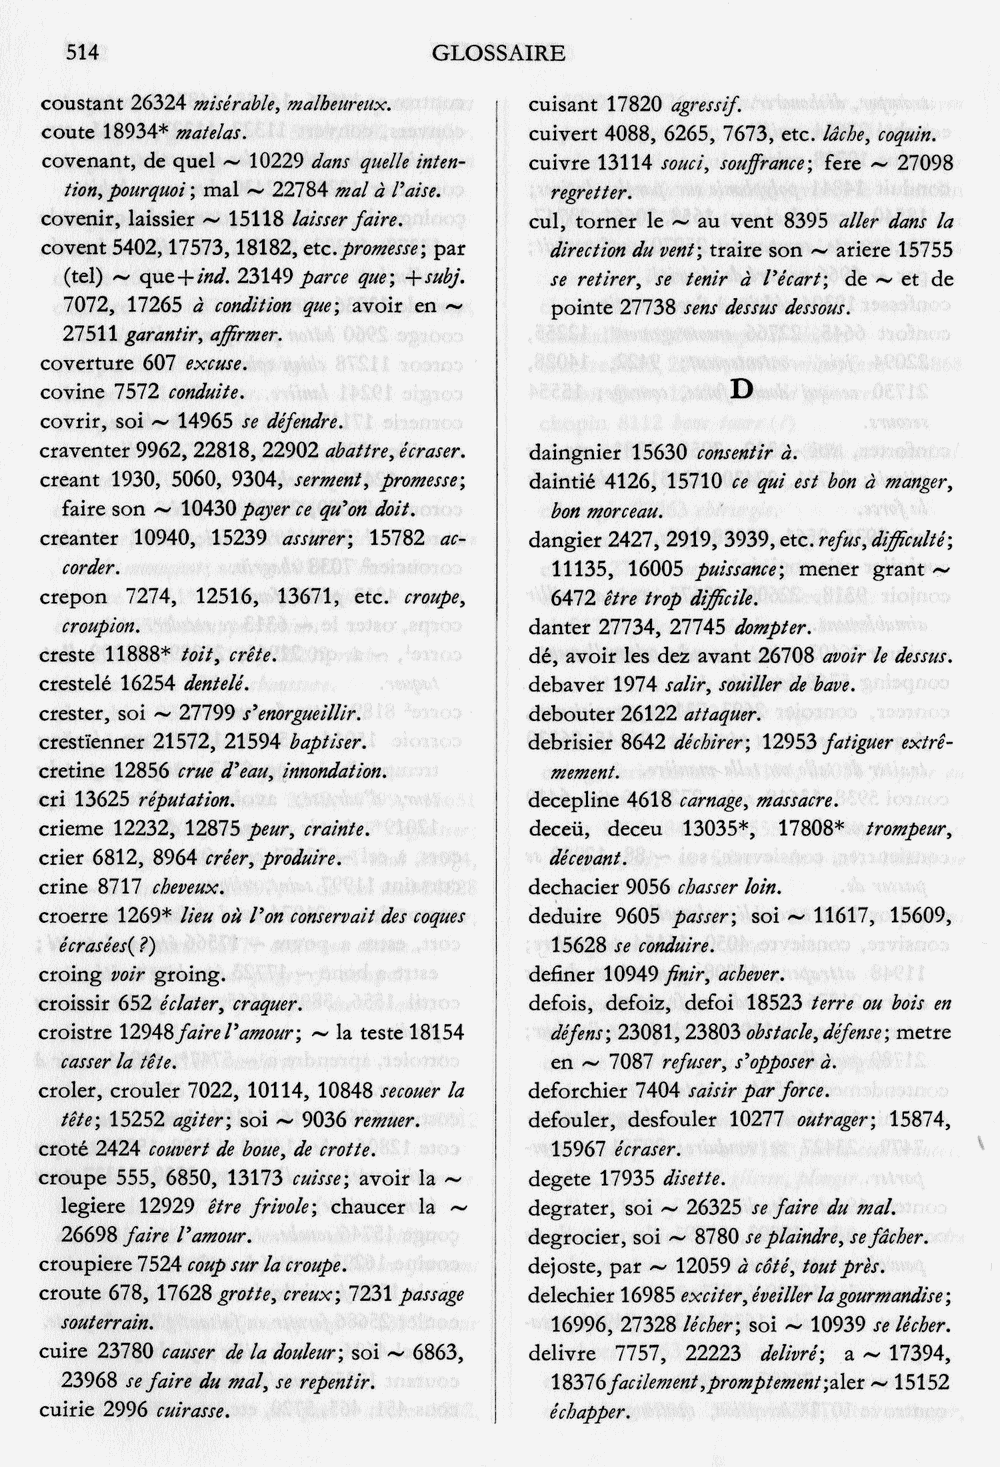 514
GLOSSAIRE
coustant 26324 misérable, malheureux.
coute 18934* matelas.
covenant, de quel ~ 10229 dans quelle inten-
tion, pourquoi; mal ~ 22784 mal à l'aise.
covenir, laissier ~ 15118 laisser faire.
covent 5402, 17573, 18182, etc. promesse; par
(tel) ~ que+ind. 23149 parce que; +subj.
7072, 17265 à condition que; avoir en ~
27511 garantir, affirmer.
coverture 607 excuse.
covine 7572 conduite.
covrir, soi ~ 14965 se défendre.
craventer 9962, 22818, 22902 abattre, écraser.
creant 1930, 5060, 9304, serment, promesse;
faire son ~ 10430 payer ce qu'on doit.
creanter 10940, 15239 assurer; 15782 ac-
corder.
crepon 7274, 12516, 13671, etc. croupe,
croupion.
creste 11888* toit, crête.
crestelé 16254 dentelé.
crester, soi ~ 27799 s'enorgueillir.
crestïenner 21572, 21594 baptiser.
cretine 12856 crue d'eau, innondation.
cri 13625 réputation.
crieme 12232, 12875 peur, crainte.
crier 6812, 8964 créer, produire.
crine 8717 cheveux.
croerre 1269* lieu où l'on conservait des coques
écrasées(?)
croing voir groing.
croissir 652 éclater, craquer.
croistre 12948 faire l'amour; ~ la teste 18154
casser la tête.
croler, crouler 7022, 10114, 10848 secouer la
tête; 15252 agiter; soi ~ 9036 remuer.
croté 2424 couvert de boue, de crotte.
croupe 555, 6850, 13173 cuisse; avoir la ~
legiere 12929 être frivole; chaucer la ~
26698 faire l'amour.
croupiere 7524 coup sur la croupe.
croute 678, 17628 grotte, creux; 7231 passage
souterrain.
cuire 23780 causer de la douleur; soi ~ 6863,
23968 se faire du mal, se repentir.
cuirie 2996 cuirasse.
cuisant 17820 agressif.
cuivert 4088, 6265, 7673, etc. lâche, coquin.
cuivre 13114 souci, souffrance; fere ~ 27098
regretter.
cul, torner le ~ au vent 8395 aller dans la
direction du vent; traire son ~ ariere 15755
se retirer, se tenir à l'écart; de ~ et de
pointe 27738 sens dessus dessous.
D
daingnier 15630 consentir à.
daintié 4126, 15710 ce qui est bon à manger,
bon morceau.
dangier 2427, 2919, 3939, etc. refus, difficulté;
11135, 16005 puissance; mener grant ~
6472 être trop difficile.
danter 27734, 27745 dompter.
dé, avoir les dez avant 26708 avoir le dessus.
debaver 1974 salir, souiller de bave.
debouter 26122 attaquer.
debrisier 8642 déchirer; 12953 fatiguer extrê-
mement.
decepline 4618 carnage, massacre.
deceü, deceu 13035*, 17808* trompeur,
décevant.
dechacier 9056 chasser loin.
deduire 9605 passer; soi ~ 11617, 15609,
15628 se conduire.
definer 10949 finir, achever.
defois, defoiz, defoi 18523 terre ou bois en
défens; 23081, 23803 obstacle, défense; metre
en ~ 7087 refuser, s'opposer à.
deforchier 7404 saisir par force.
defouler, desfouler 10277 outrager; 15874,
15967 écraser.
degete 17935 disette.
degrater, soi ~ 26325 se faire du mal.
degrocier, soi ~ 8780 se plaindre, se fâcher.
dejoste, par ~ 12059 à côté, tout près.
delechier 16985 exciter, éveiller la gourmandise;
16996, 27328 lécher; soi ~ 10939 se lécher.
delivre 7757, 22223 delivré; a ~ 17394,
18376 facilement, promptement; aler ~ 15152
échapper.